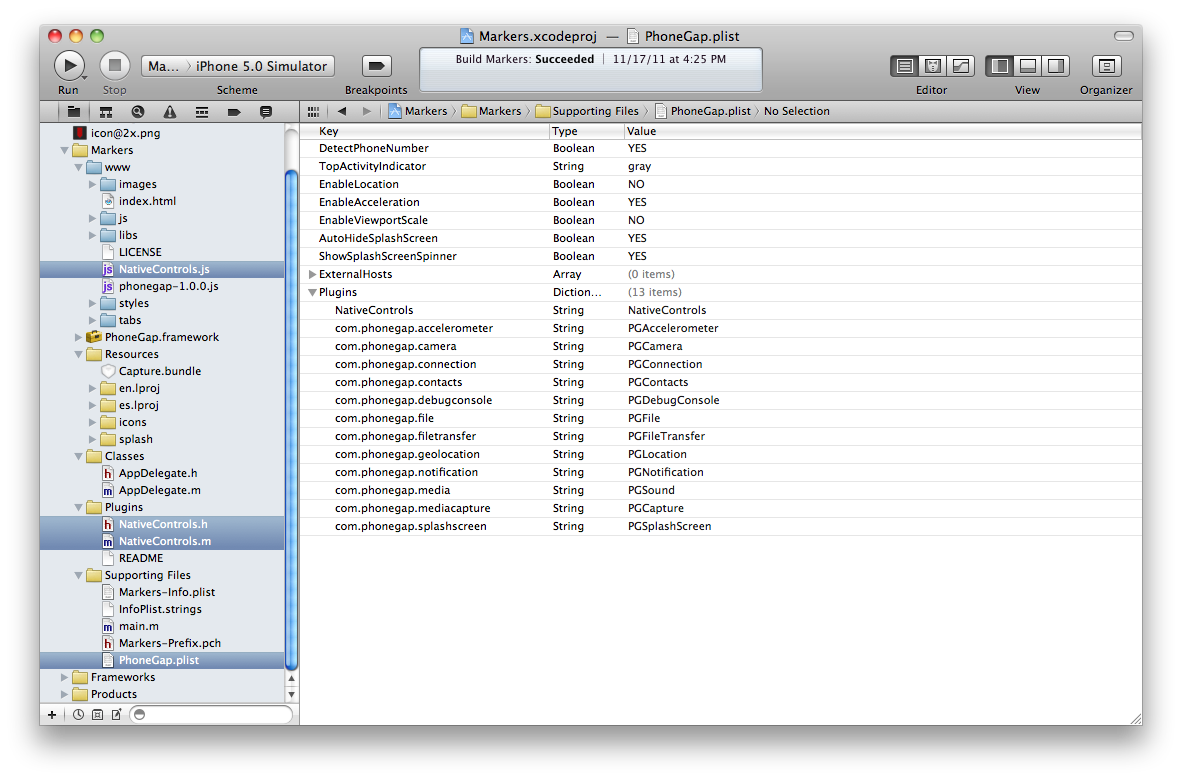 Markers.xcodeproj — PhoneGap.plist
Ma... iPhone 5.0 Simulator
Build Markers: Succeeded | 11/17/11 at 4:25 PM
Run Stop Scheme Breakpoints Editor View Organizer
Markers Markers Supporting Files PhoneGap.plist No Selection
icon@2x.png
Markers
www
images
index.html
js
libs
LICENSE
NativeControls.js
phonegap-1.0.0.js
styles
tabs
PhoneGap.framework
Resources
Capture.bundle
en.lproj
es.lproj
icons
splash
Classes
AppDelegate.h
AppDelegate.m
Plugins
NativeControls.h
NativeControls.m
README
Supporting Files
Markers-Info.plist
InfoPlist.strings
main.m
Markers-Prefix.pch
PhoneGap.plist
Frameworks
Products
Key Type Value
DetectPhoneNumber Boolean YES
TopActivityIndicator String gray
EnableLocation Boolean NO
EnableAcceleration Boolean YES
EnableViewportScale Boolean NO
AutoHideSplashScreen Boolean YES
ShowSplashScreenSpinner Boolean YES
ExternalHosts Array (0 items)
Plugins Diction... (13 items)
NativeControls String NativeControls
com.phonegap.accelerometer String PGAccelerometer
com.phonegap.camera String PGCamera
com.phonegap.connection String PGConnection
com.phonegap.contacts String PGContacts
com.phonegap.debugconsole String PGDebugConsole
com.phonegap.file String PGFile
com.phonegap.filetransfer String PGFileTransfer
com.phonegap.geolocation String PGLocation
com.phonegap.notification String PGNotification
com.phonegap.media String PGSound
com.phonegap.mediacapture String PGCapture
com.phonegap.splashscreen String PGSplashScreen